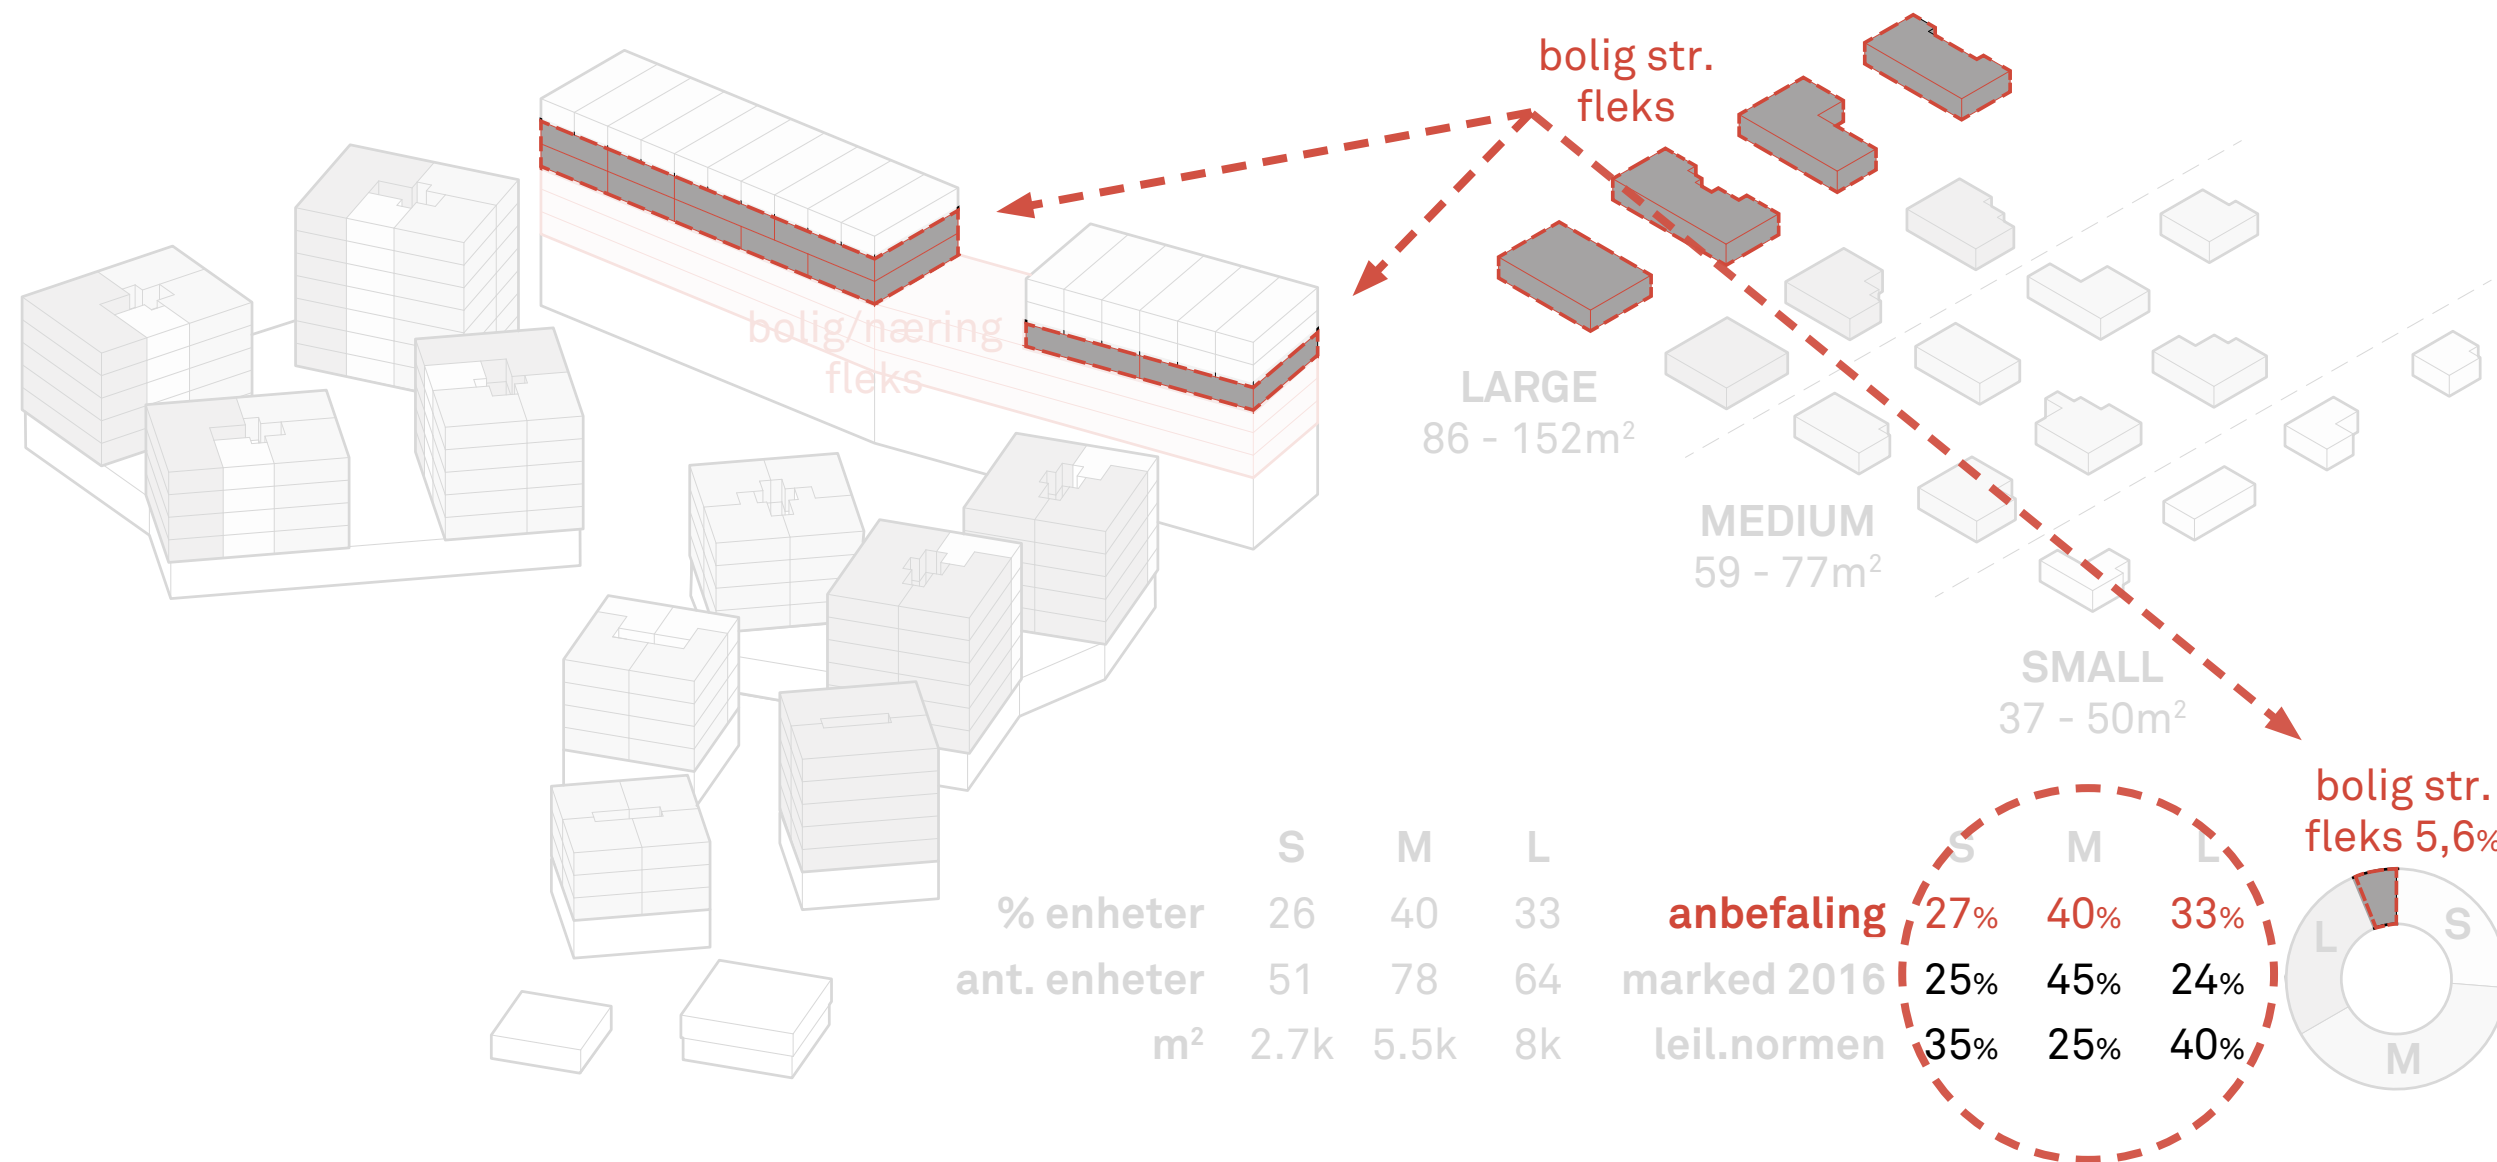 bolig str.
fleks
bolig/næring
fleks
LARGE
86 - 152m²
MEDIUM
59 - 77m²
SMALL
37 - 50m²
bolig str.
fleks 5,6%
S M L
% enheter 26 40 33
ant. enheter 51 78 64
m² 2.7k 5.5k 8k
S M L
anbefaling 27% 40% 33%
marked 2016 25% 45% 24%
leil.normen 35% 25% 40%
L
S
M